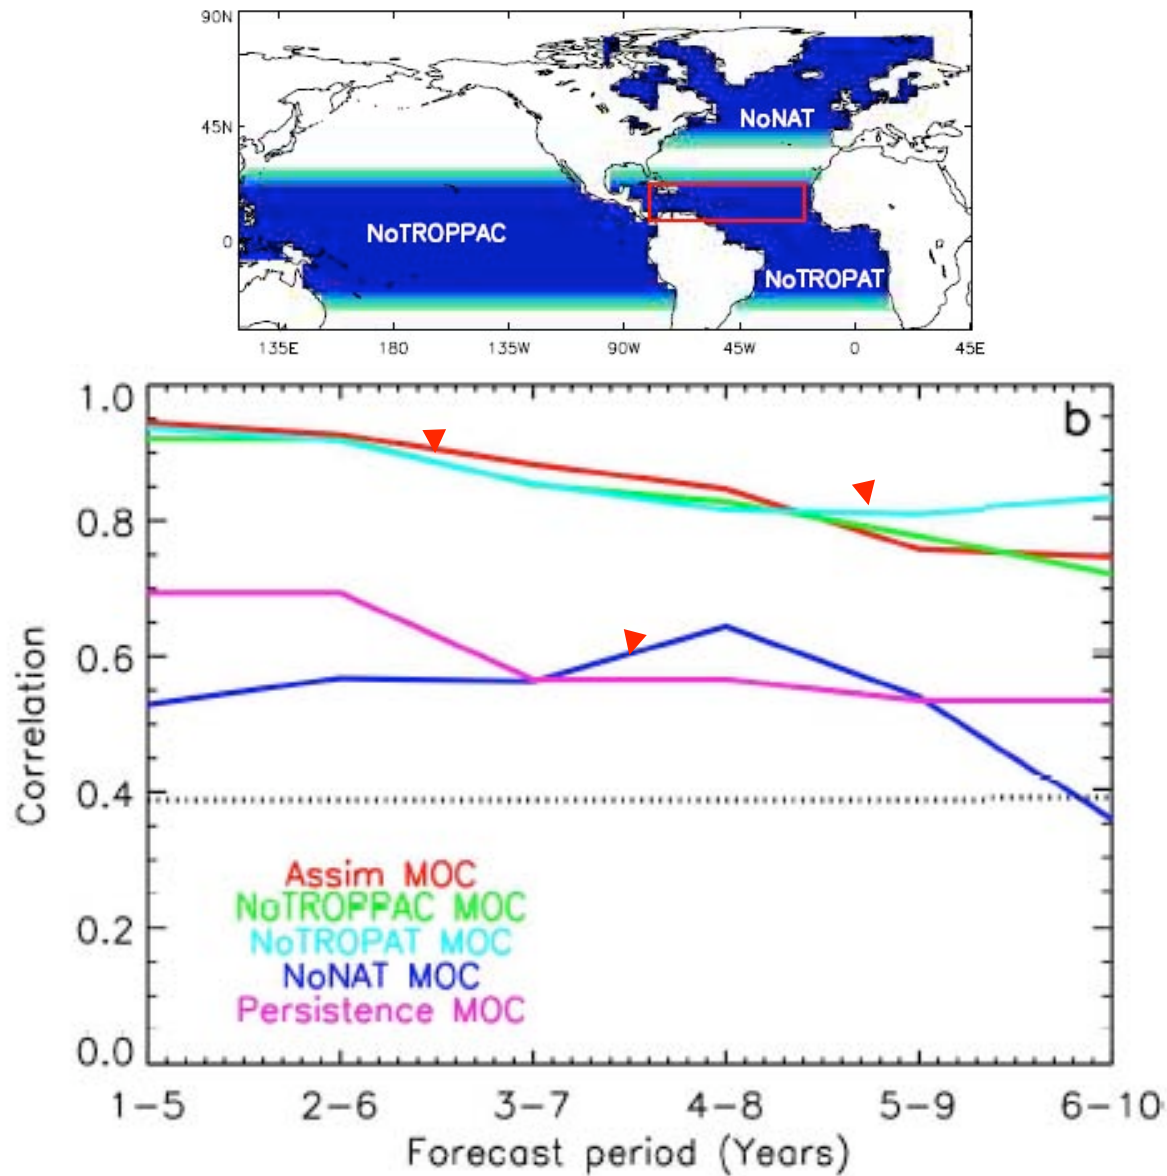 90N
NoNAT
45N
NoTROPPAC
0
NoTROPAT
135E 180 135W 90W 45W 0 45E
b
1.0
0.8
0.6
0.4
0.2
0.0
Correlation
Assim MOC
NoTROPPAC MOC
NoTROPAT MOC
NoNAT MOC
Persistence MOC
1-5 2-6 3-7 4-8 5-9 6-10
Forecast period (Years)